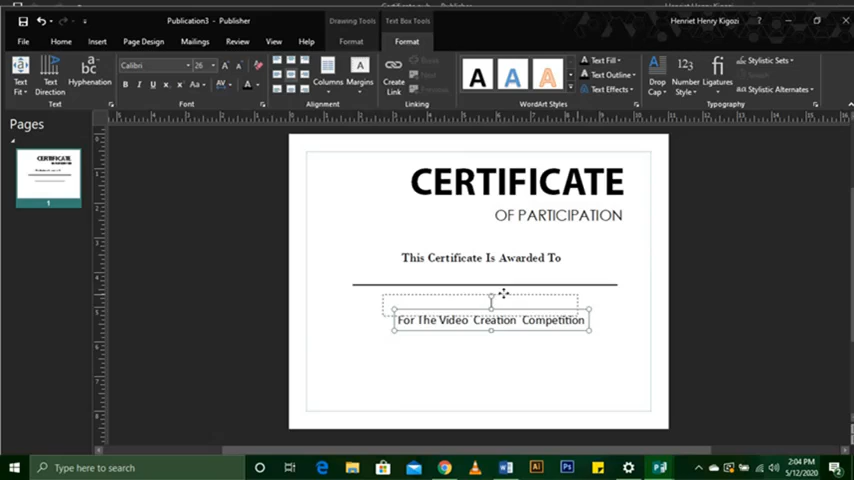 Publication3 - Publisher
Drawing Tools
Text Box Tools
Henriet Henry Kigozi
File
Home
Insert
Page Design
Mailings
Review
View
Help
Format
Format
Text Fit
Text Direction
Hyphenation
Text
Calibri
26
B I U
Font
Alignment
Columns
Margins
Create Link
Linking
A A A
Text Fill
Text Outline
Text Effects
WordArt Styles
Drop Cap
123
Number Style
fi
Ligatures
Stylistic Sets
Stylistic Alternates
Typography
Pages
1
CERTIFICATE
OF PARTICIPATION
This Certificate Is Awarded To
For The Video Creation Competition
Type here to search
2:04 PM
5/12/2020